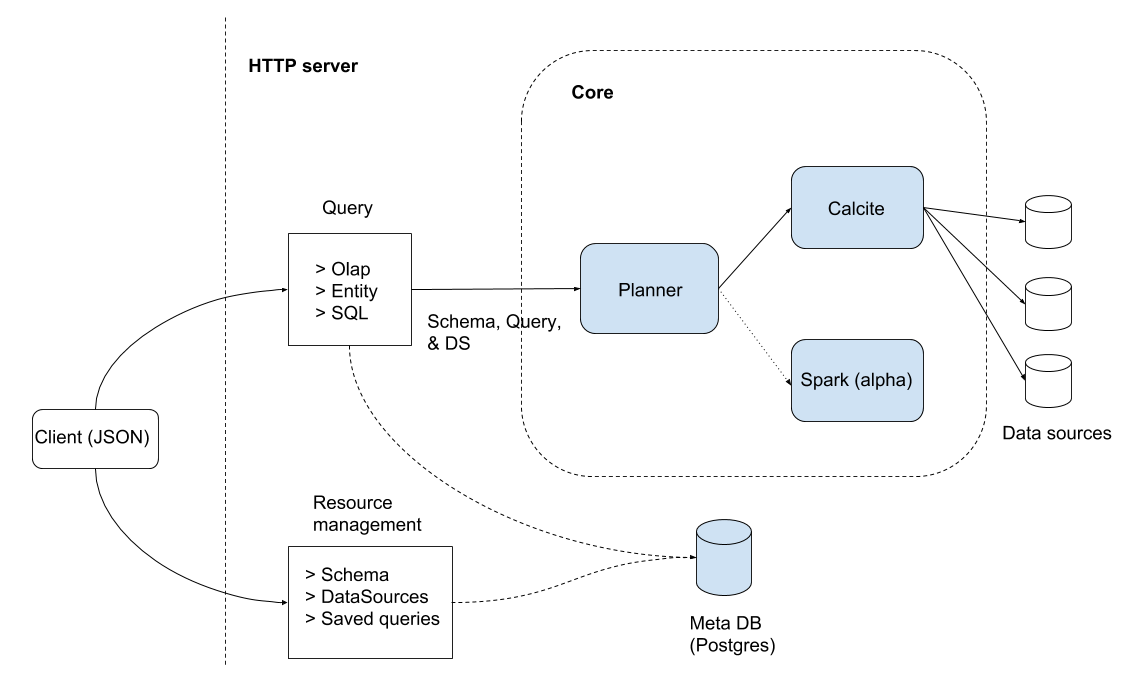 HTTP server
Core
Query
> Olap
> Entity
> SQL
Schema, Query,
& DS
Planner
Calcite
Spark (alpha)
Data sources
Client (JSON)
Resource
management
> Schema
> DataSources
> Saved queries
Meta DB
(Postgres)